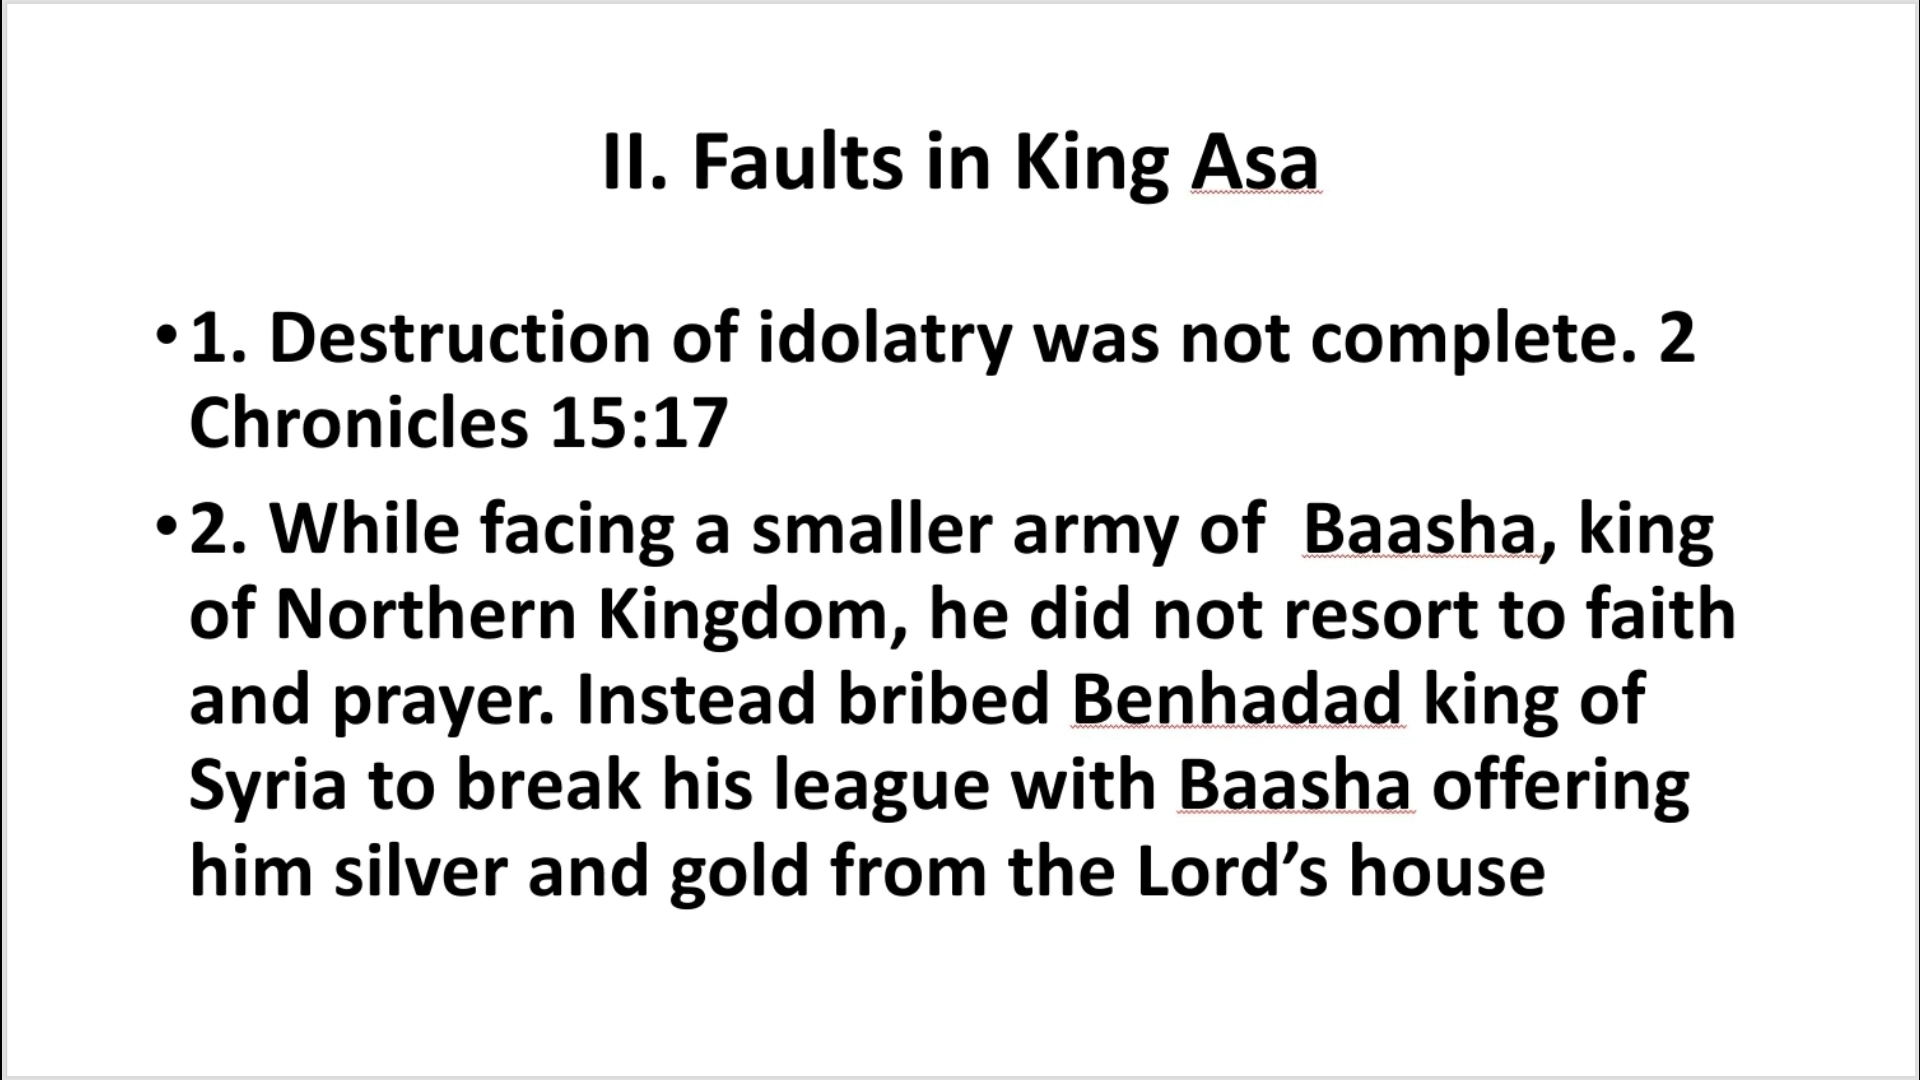 II. Faults in King Asa
• 1. Destruction of idolatry was not complete. 2
Chronicles 15:17
• 2. While facing a smaller army of  Baasha, king
of Northern Kingdom, he did not resort to faith
and prayer. Instead bribed Benhadad king of
Syria to break his league with Baasha offering
him silver and gold from the Lord’s house